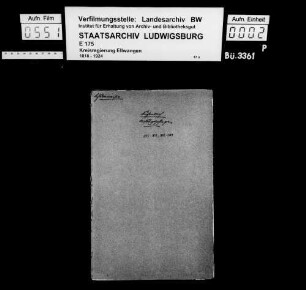 Aufn. Film
0551
Verfilmungsstelle: Landesarchiv BW
Institut für Erhaltung von Archiv- und Bibliotheksgut
STAATSARCHIV LUDWIGSBURG
E 175
Kreisregierung Ellwangen
1818 - 1924
Aufn. Einheit
0002
P
Bü-3361